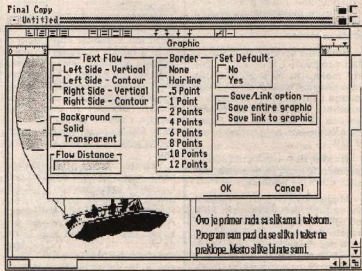 Final Copy
Untitled
Graphic
Text Flow
Left Side - Vertical
Left Side - Contour
Right Side - Vertical
Right Side - Contour
Background
Solid
Transparent
Flow Distance
Border
None
Hairline
.5 Point
1 Point
2 Points
4 Points
6 Points
8 Points
10 Points
12 Points
Set Default
No
Yes
Save/Link option
Save entire graphic
Save link to graphic
OK
Cancel
Ovo je primer rada sa slikama i tekstom.
Program sam pazi da se slika i tekst ne
preklope. Mesto slike birate sami.